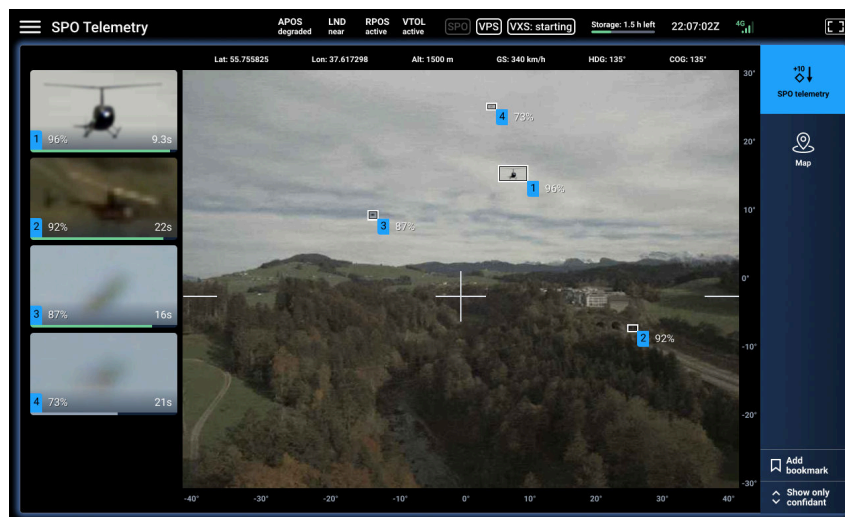 SPO Telemetry
APOS degraded
LND near
RPOS active
VTOL active
SPO
VPS
VXS: starting
Storage: 1.5 h left
22:07:02Z
4G
Lat: 55.755825
Lon: 37.617298
Alt: 1500 m
GS: 340 km/h
HDG: 135°
COG: 135°
1 96% 9.3s
2 92% 22s
3 87% 16s
4 73% 21s
4 73%
1 96%
3 87%
2 92%
30°
20°
10°
0°
-10°
-20°
-30°
-40°
-30°
-20°
-10°
0°
10°
20°
30°
40°
+10
SPO telemetry
Map
Add
bookmark
Show only
confidant